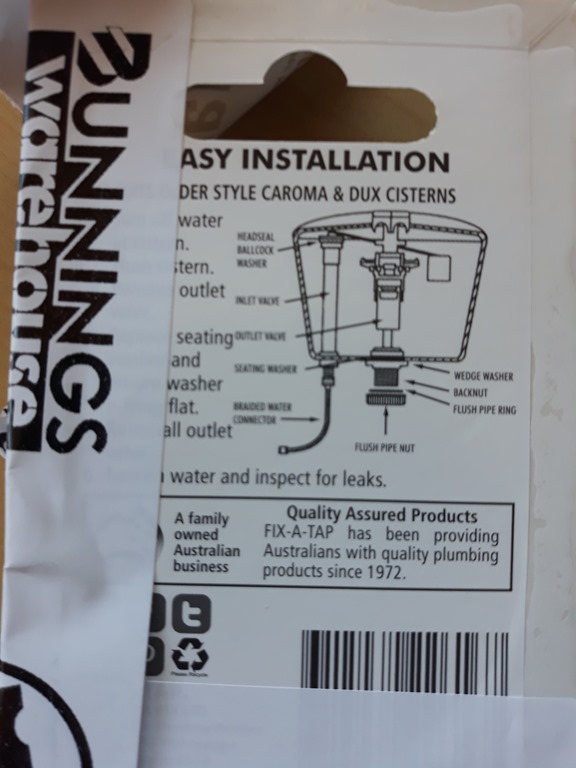 BUNNINGS
warehouse
ASY INSTALLATION
DER STYLE CAROMA & DUX CISTERNS
water
n.
stern.
outlet
seating
and
washer
flat.
all outlet
water and inspect for leaks.
HEADSEAL
BALLCOCK
WASHER
INLET VALVE
OUTLET VALVE
SEATING WASHER
BRAIDED WATER
CONNECTOR
WEDGE WASHER
BACKNUT
FLUSH PIPE RING
FLUSH PIPE NUT
A family
owned
Australian
business
Quality Assured Products
FIX-A-TAP has been providing
Australians with quality plumbing
products since 1972.
Please Recycle